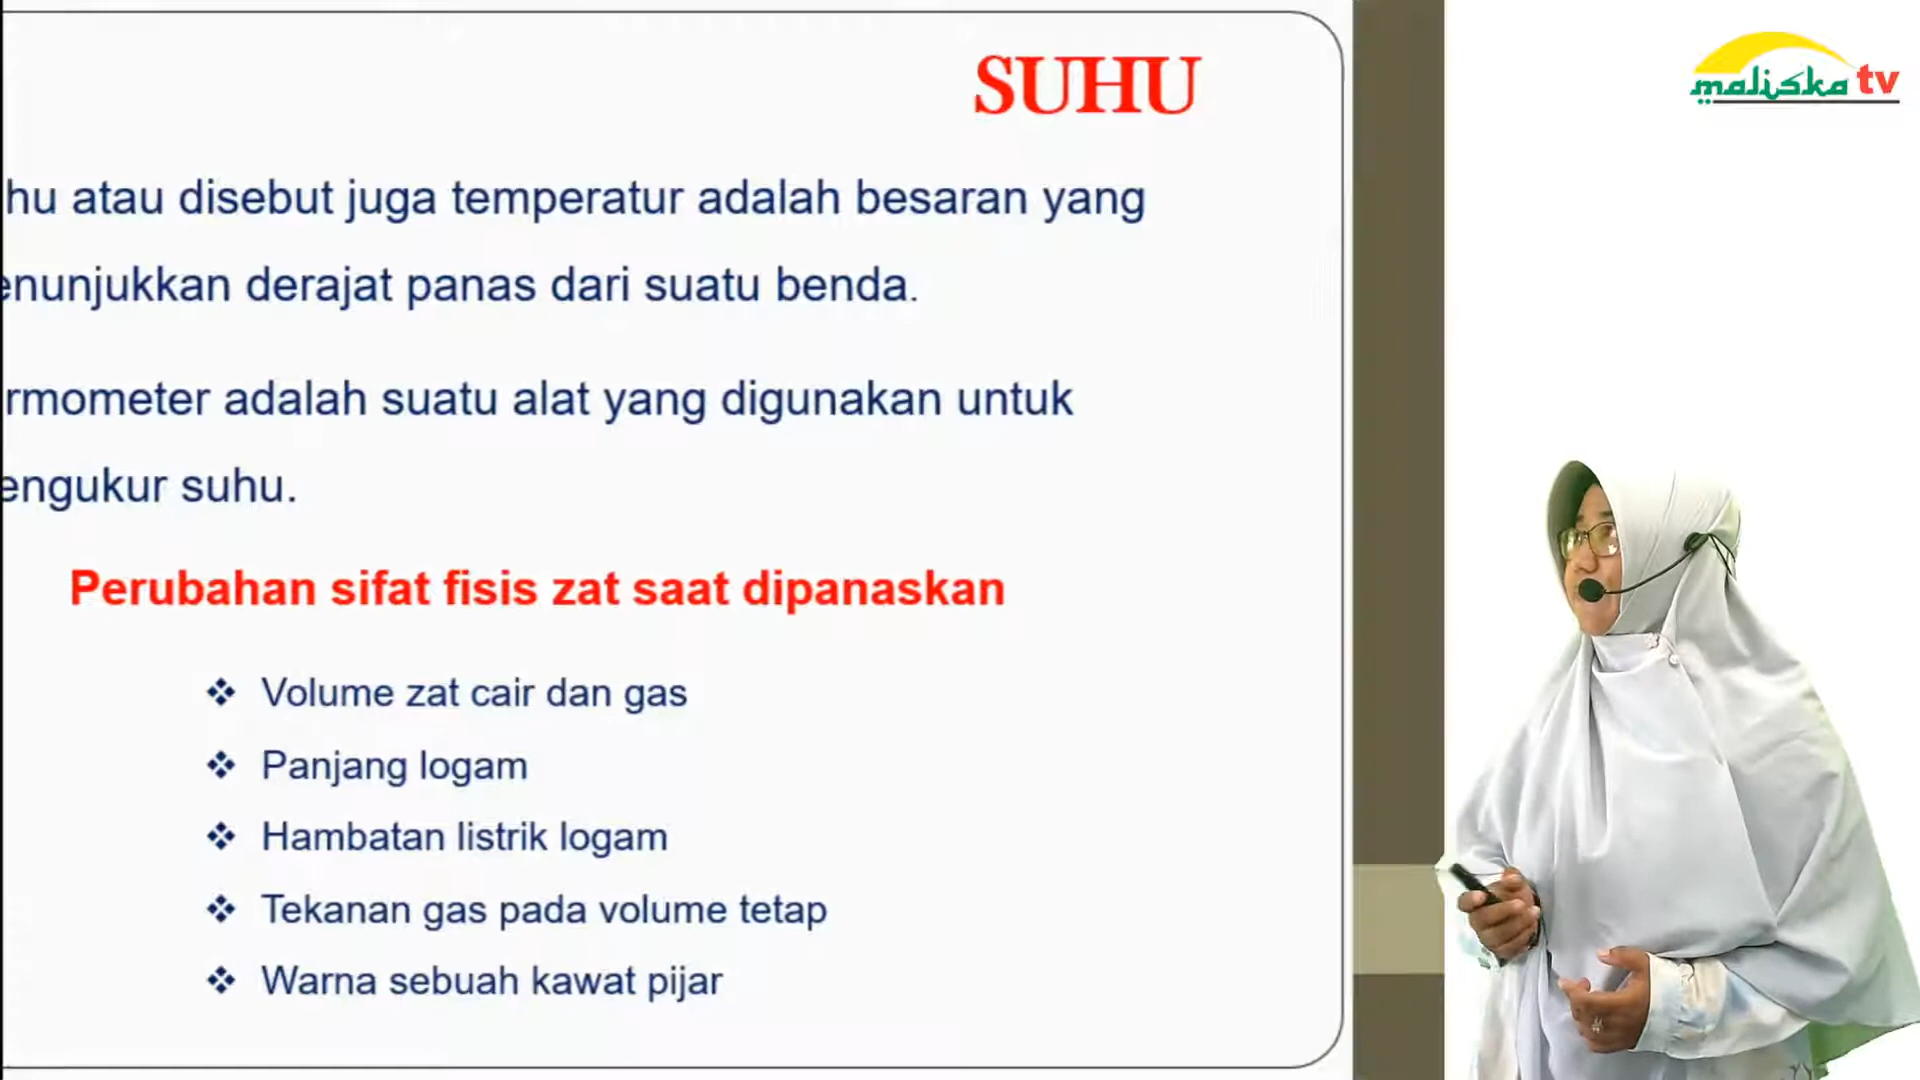 SUHU
maliska tv
hu atau disebut juga temperatur adalah besaran yang
enunjukkan derajat panas dari suatu benda.
rmometer adalah suatu alat yang digunakan untuk
engukur suhu.
Perubahan sifat fisis zat saat dipanaskan
❖ Volume zat cair dan gas
❖ Panjang logam
❖ Hambatan listrik logam
❖ Tekanan gas pada volume tetap
❖ Warna sebuah kawat pijar